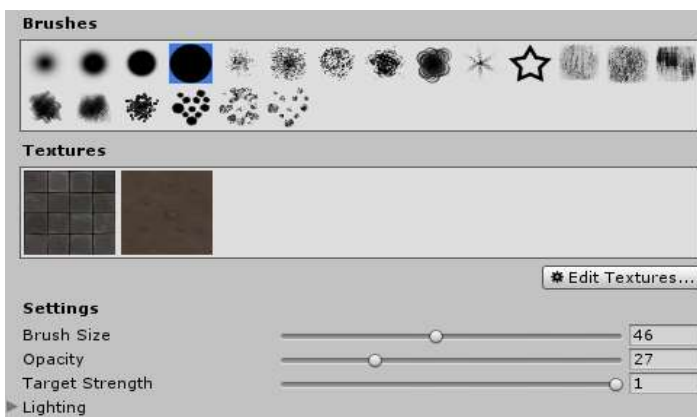 Brushes
Textures
Edit Textures...
Settings
Brush Size 46
Opacity 27
Target Strength 1
Lighting